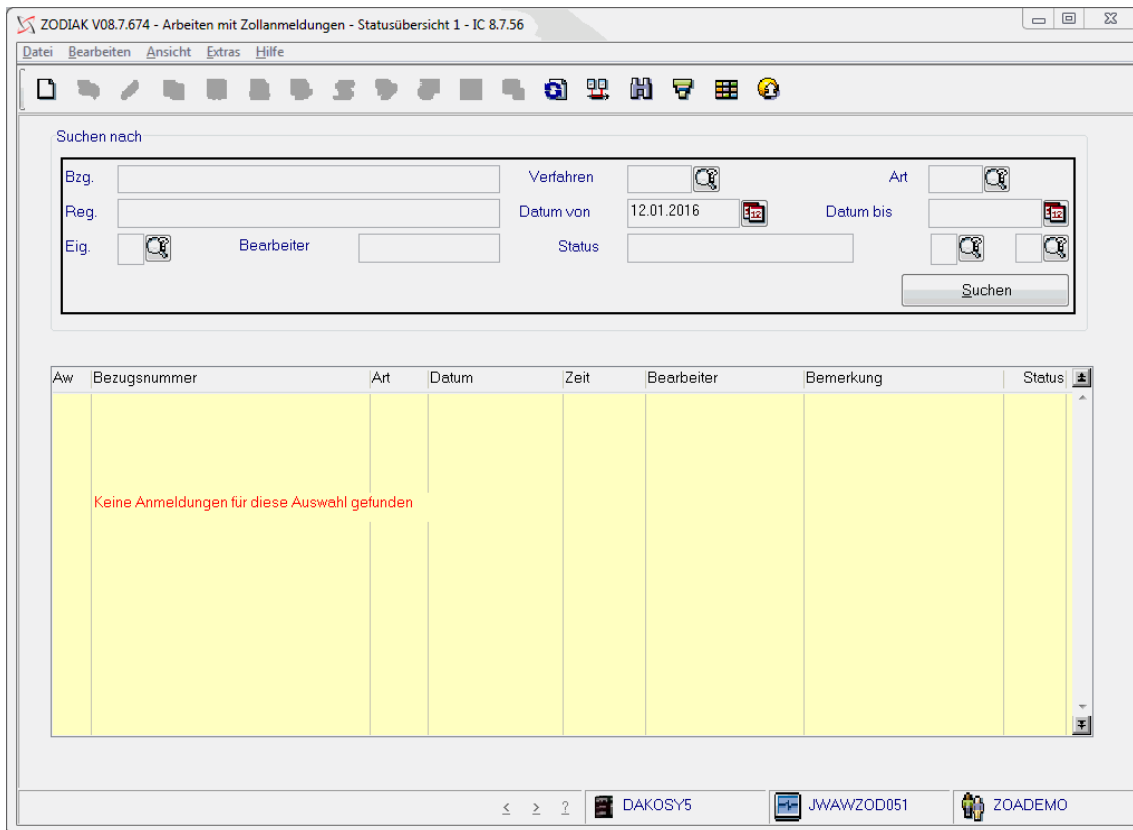 ZODIAK V08.7.674 - Arbeiten mit Zollanmeldungen - Statusübersicht 1 - IC 8.7.56
Datei Bearbeiten Ansicht Extras Hilfe
Suchen nach
Bzg. Verfahren Art
Reg. Datum von 12.01.2016 Datum bis
Eig. Bearbeiter Status
Suchen
Aw Bezugsnummer Art Datum Zeit Bearbeiter Bemerkung Status
Keine Anmeldungen für diese Auswahl gefunden
< > ? DAKOSY5 JWAWZOD051 ZOADEMO